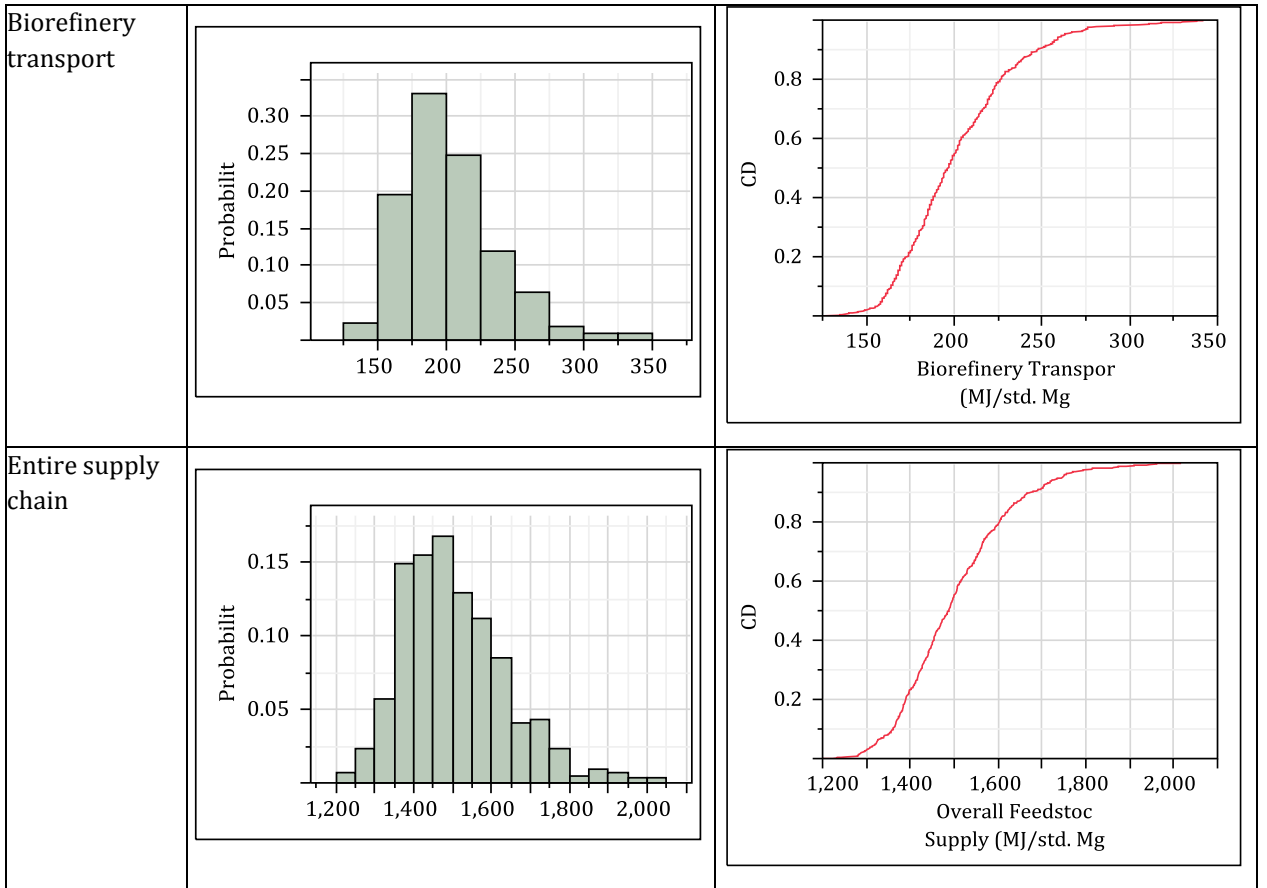 Biorefinery
transport
0.30
0.25
0.20
0.15
0.10
0.05
Probabilit
150 200 250 300 350
0.8
0.6
0.4
0.2
CD
150 200 250 300 350
Biorefinery Transpor
(MJ/std. Mg
Entire supply
chain
0.15
0.10
0.05
Probabilit
1,200 1,400 1,600 1,800 2,000
0.8
0.6
0.4
0.2
CD
1,200 1,400 1,600 1,800 2,000
Overall Feedstoc
Supply (MJ/std. Mg